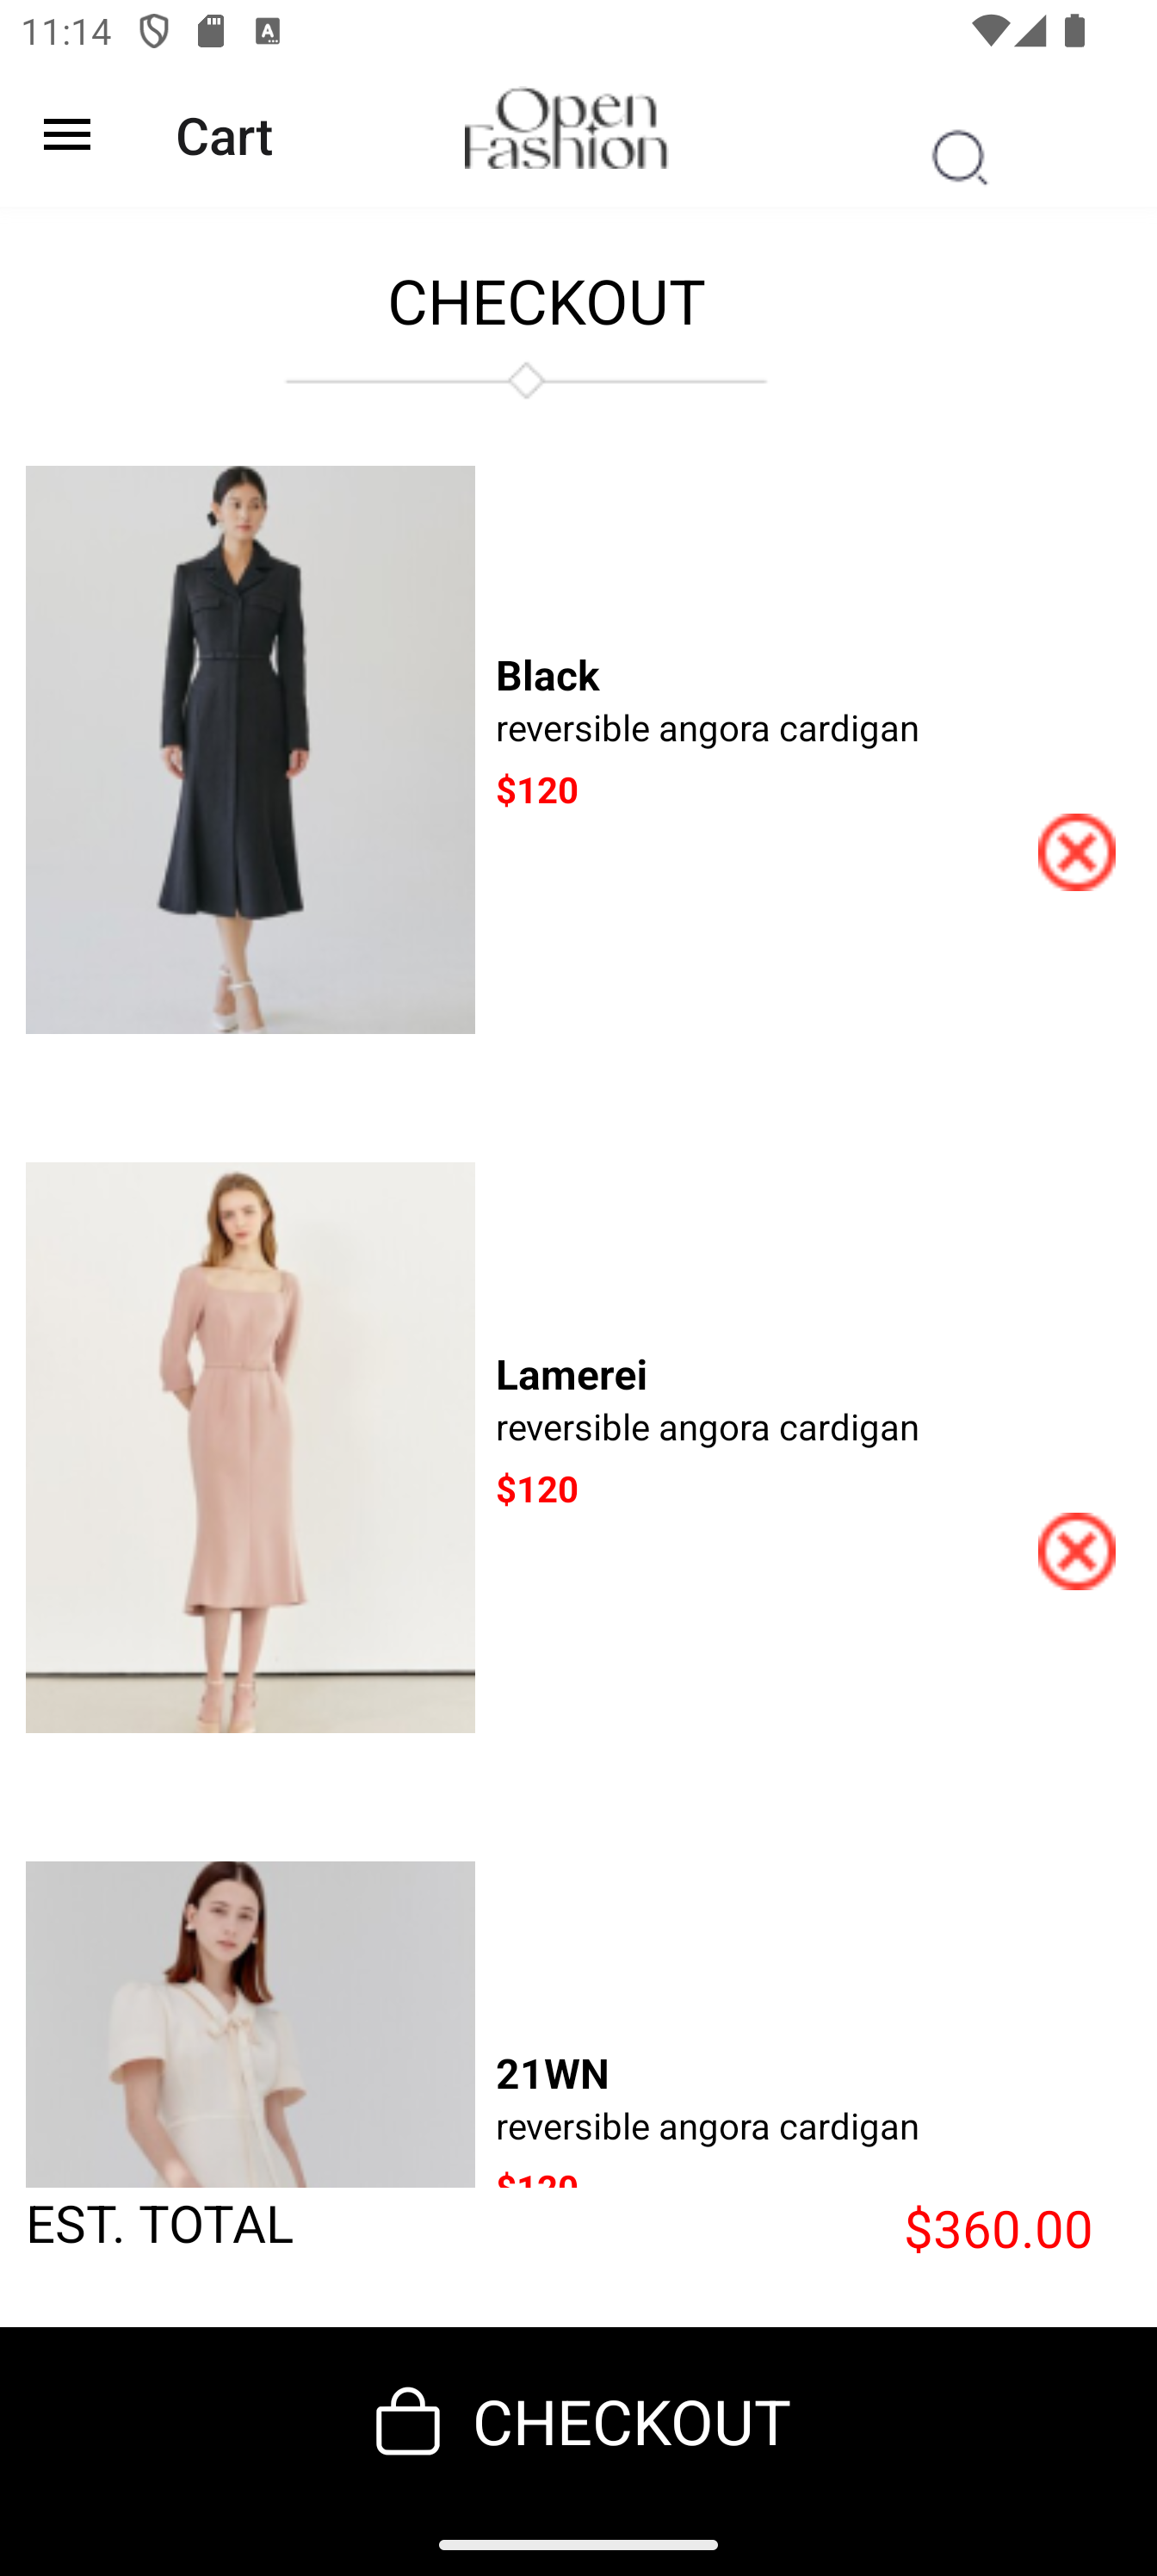 11:14
Cart
Open
Fashion
CHECKOUT
Black
reversible angora cardigan
$120
Lamerei
reversible angora cardigan
$120
21WN
reversible angora cardigan
$120
EST. TOTAL
$360.00
CHECKOUT